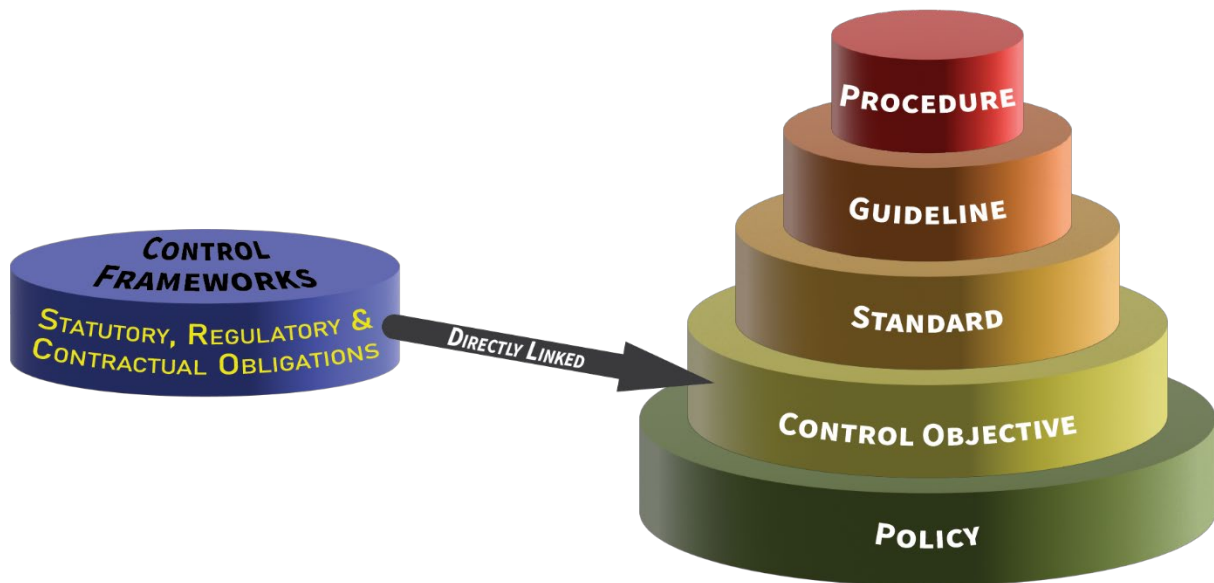 CONTROL
FRAMEWORKS
STATUTORY, REGULATORY &
CONTRACTUAL OBLIGATIONS
DIRECTLY LINKED
PROCEDURE
GUIDELINE
STANDARD
CONTROL OBJECTIVE
POLICY